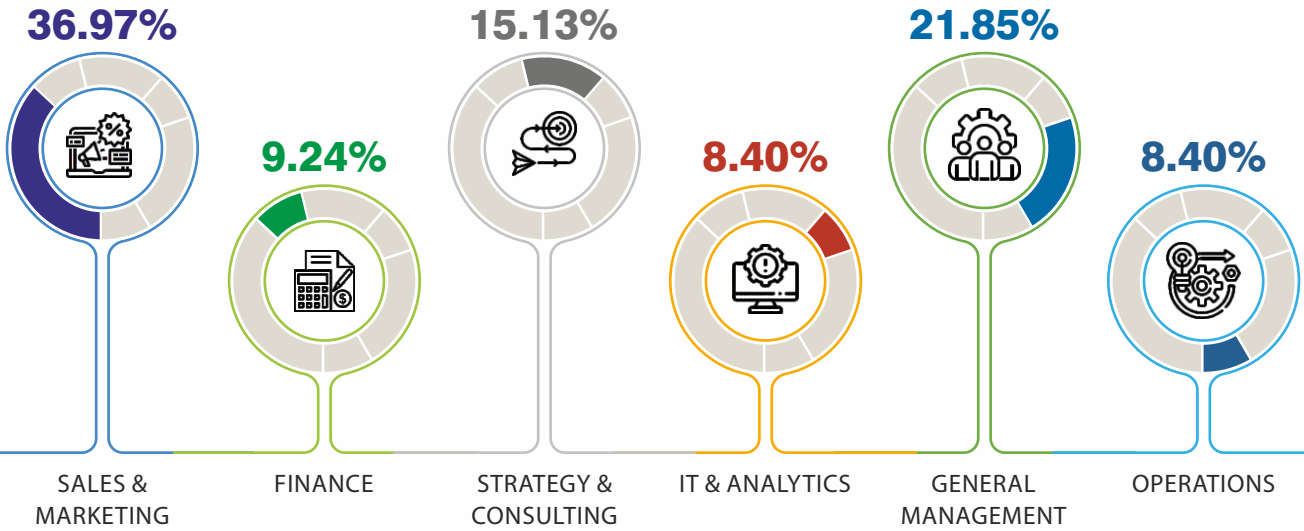 36.97%
15.13%
21.85%
9.24%
8.40%
8.40%
SALES &
MARKETING
FINANCE
STRATEGY &
CONSULTING
IT & ANALYTICS
GENERAL
MANAGEMENT
OPERATIONS